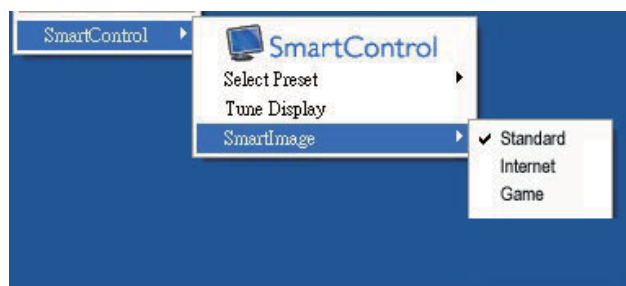 SmartControl
SmartControl
Select Preset
Tune Display
SmartImage
Standard
Internet
Game